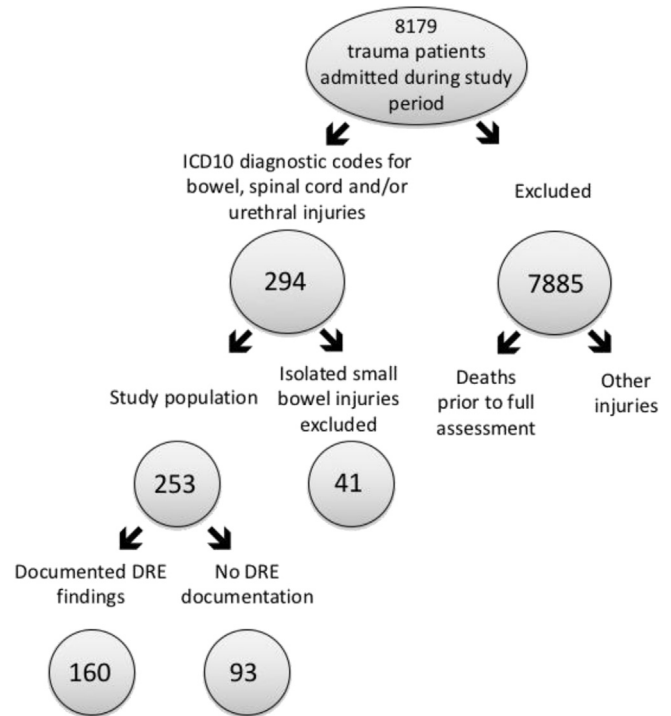 8179
trauma patients
admitted during study
period
ICD10 diagnostic codes for
bowel, spinal cord and/or
urethral injuries
Excluded
294
7885
Study population
Isolated small
bowel injuries
excluded
Deaths
prior to full
assessment
Other
injuries
253
41
Documented DRE
findings
No DRE
documentation
160
93